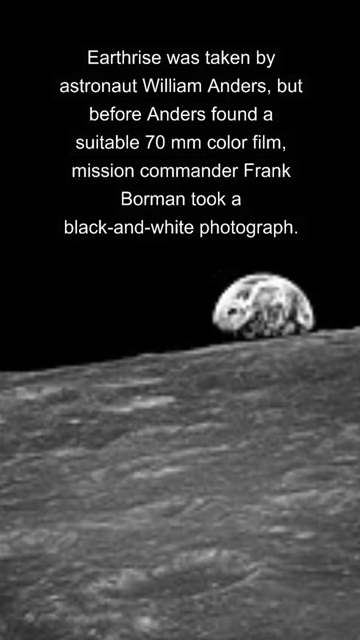 Earthrise was taken by
astronaut William Anders, but
before Anders found a
suitable 70 mm color film,
mission commander Frank
Borman took a
black-and-white photograph.